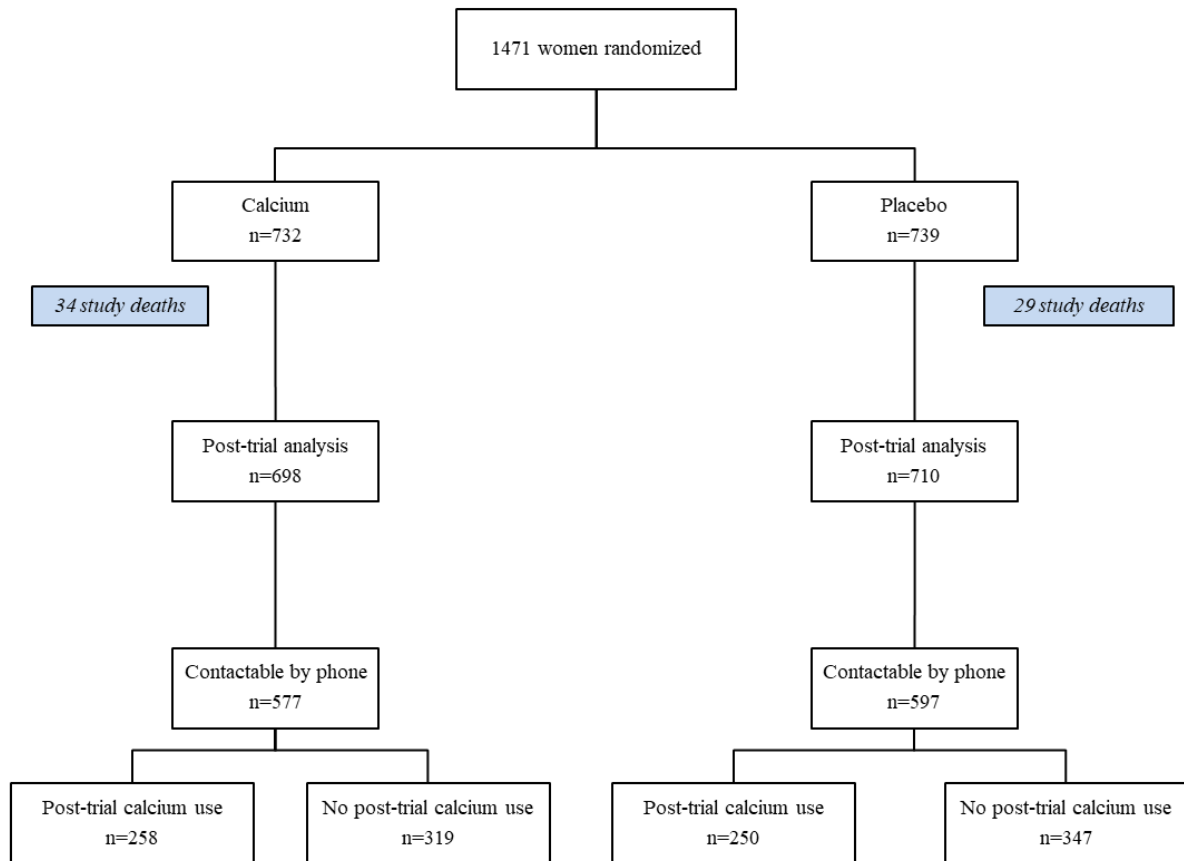 1471 women randomized
Calcium
n=732
Placebo
n=739
34 study deaths
29 study deaths
Post-trial analysis
n=698
Post-trial analysis
n=710
Contactable by phone
n=577
Contactable by phone
n=597
Post-trial calcium use
n=258
No post-trial calcium use
n=319
Post-trial calcium use
n=250
No post-trial calcium use
n=347